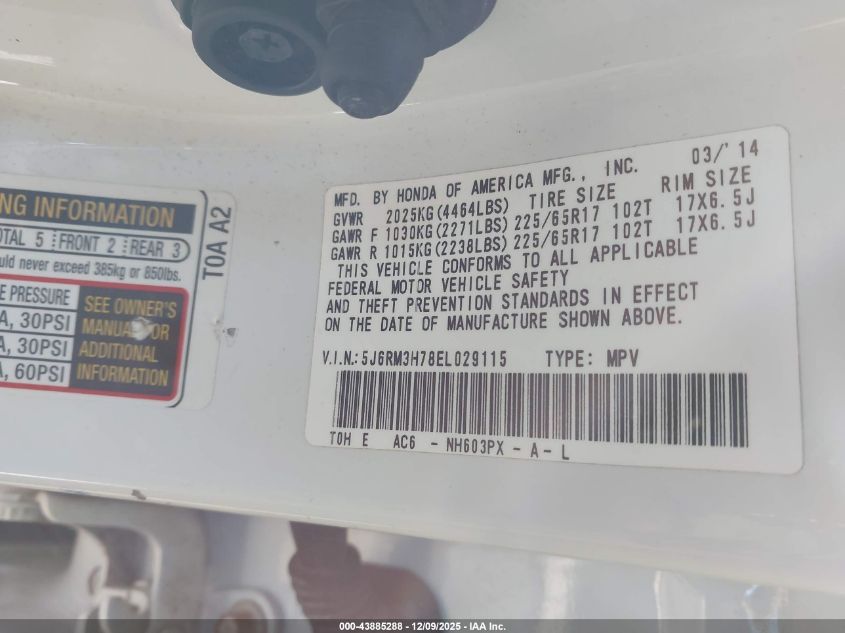 NG INFORMATION
OTAL 5 FRONT 2 REAR 3
uld never exceed 385kg or 850lbs.
E PRESSURE
A, 30PSI
A, 30PSI
A, 60PSI
SEE OWNER'S
MANUAL FOR
ADDITIONAL
INFORMATION
T0A A2
MFD. BY HONDA OF AMERICA MFG., INC. 03/'14
GVWR 2025KG(4464LBS) TIRE SIZE RIM SIZE
GAWR F 1030KG(2271LBS) 225/65R17 102T 17X6.5J
GAWR R 1015KG(2238LBS) 225/65R17 102T 17X6.5J
THIS VEHICLE CONFORMS TO ALL APPLICABLE
FEDERAL MOTOR VEHICLE SAFETY
AND THEFT PREVENTION STANDARDS IN EFFECT
ON THE DATE OF MANUFACTURE SHOWN ABOVE.
V.I.N.: 5J6RM3H78EL029115 TYPE: MPV
T0H E AC6 - NH603PX - A - L
000-43885288 - 12/09/2025 - IAA Inc.